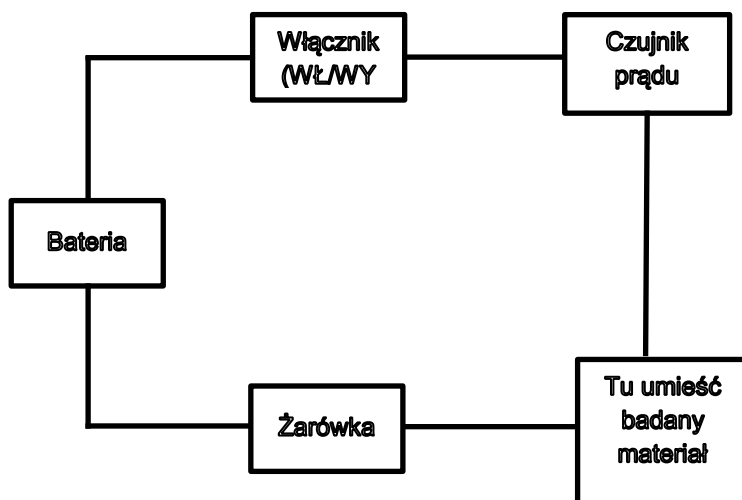 Włącznik
(WŁ/WY
Czujnik
prądu
Bateria
Żarówka
Tu umieść
badany
materiał